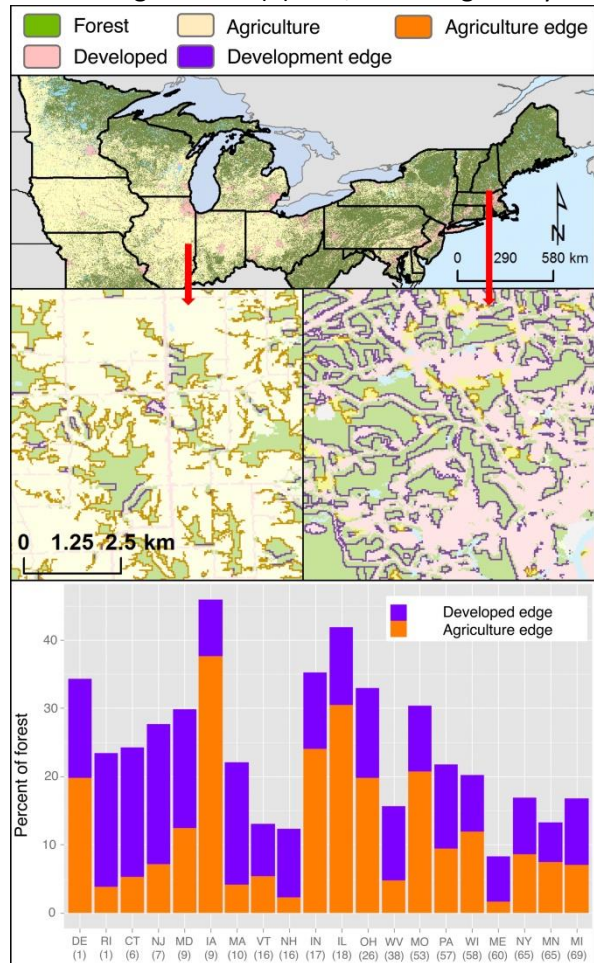 Forest Agriculture Agriculture edge
Developed Development edge
0 290 580 km
N
0 1.25 2.5 km
Developed edge
Agriculture edge
Percent of forest
40
30
20
10
0
DE RI CT NJ MD IA MA VT NH IN IL OH WV MO PA WI ME NY MN MI
(1) (1) (6) (7) (9) (9) (10) (16) (16) (17) (18) (26) (38) (53) (57) (58) (60) (65) (65) (69)